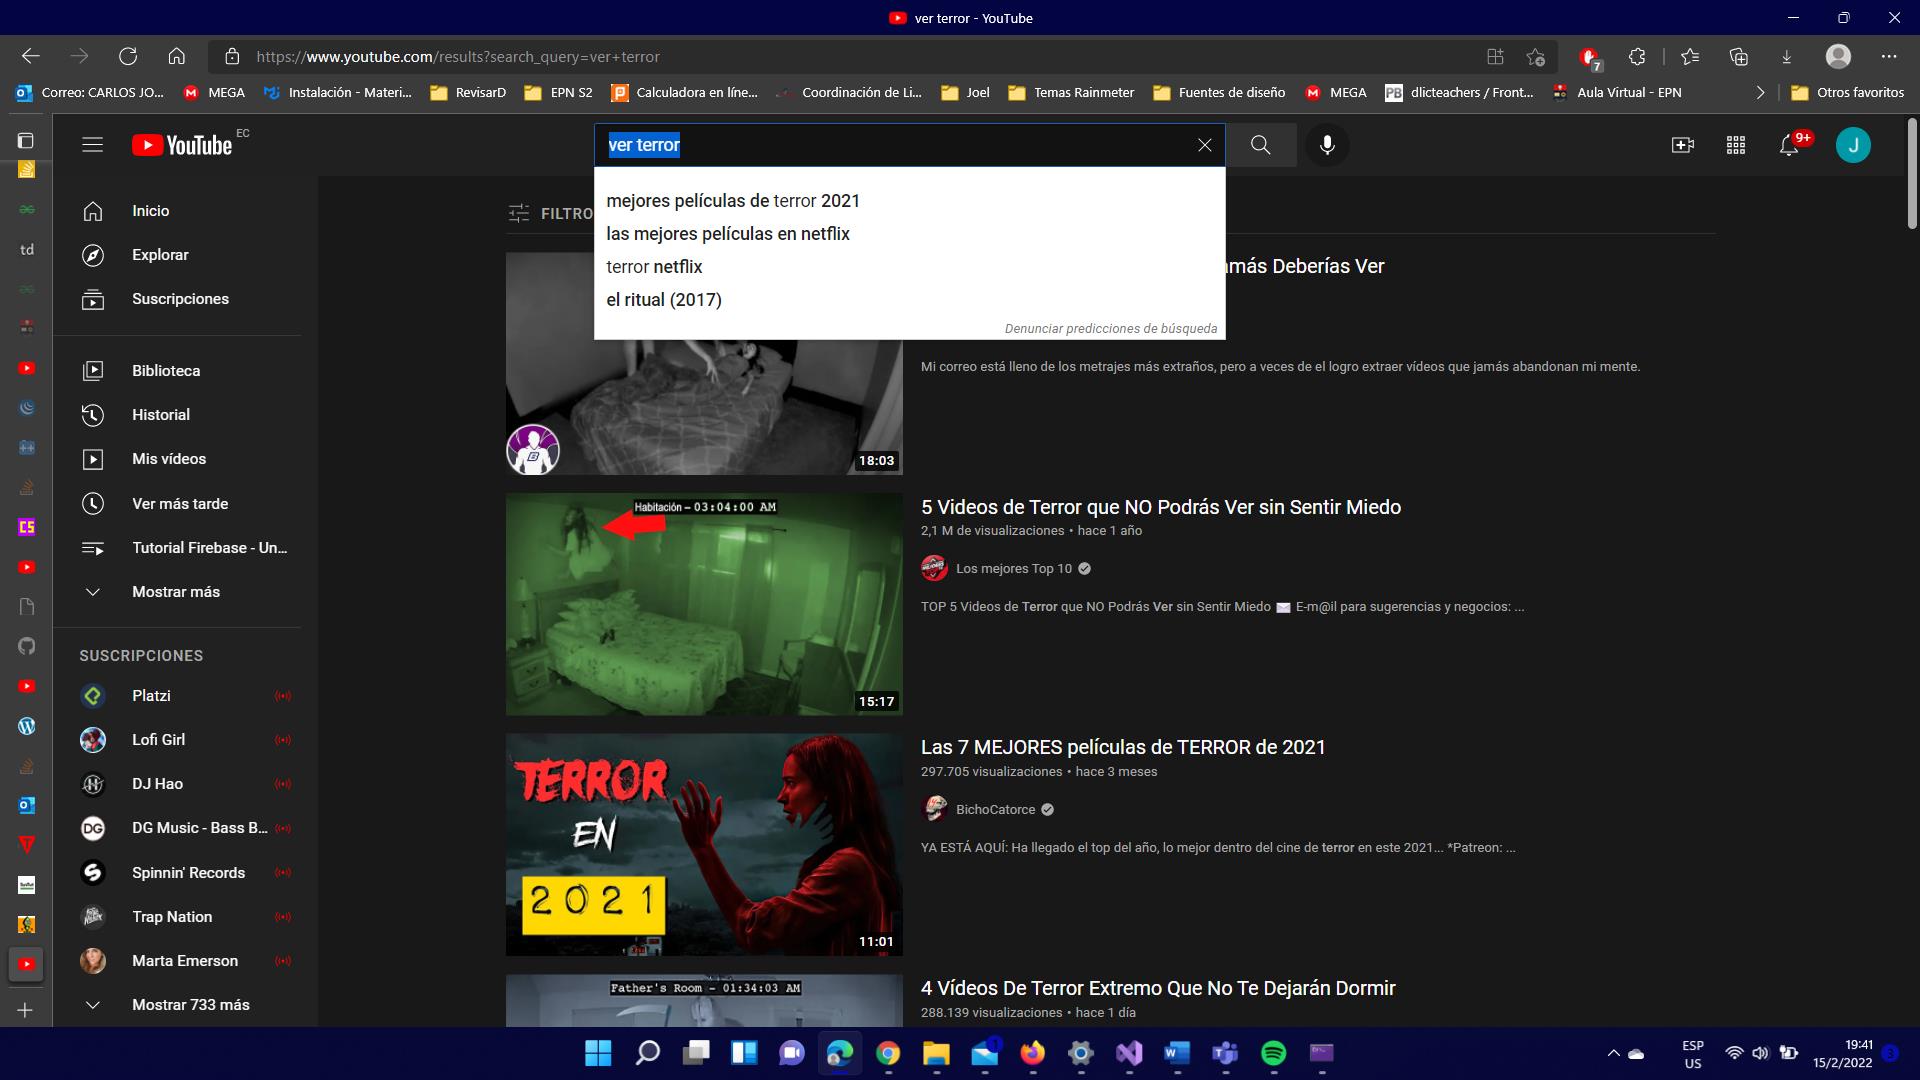 ver terror - YouTube
https://www.youtube.com/results?search_query=ver+terror
7
Correo: CARLOS JO...
MEGA
Instalación - Materi...
RevisarD
EPN S2
Calculadora en líne...
Coordinación de Li...
Joel
Temas Rainmeter
Fuentes de diseño
MEGA
PB
dlicteachers / Front...
Aula Virtual - EPN
Otros favoritos
YouTube EC
ver terror
9+
J
td
Inicio
Explorar
Suscripciones
Biblioteca
Historial
Mis vídeos
Ver más tarde
Tutorial Firebase - Un...
Mostrar más
SUSCRIPCIONES
Platzi
Lofi Girl
DJ Hao
DG
DG Music - Bass B...
Spinnin' Records
Trap Nation
Marta Emerson
Mostrar 733 más
CS
FILTRO
mejores películas de terror 2021
las mejores películas en netflix
terror netflix
el ritual (2017)
Denunciar predicciones de búsqueda
amás Deberías Ver
Mi correo está lleno de los metrajes más extraños, pero a veces de el logro extraer vídeos que jamás abandonan mi mente.
B
18:03
Habitación – 03:04:00 AM
15:17
5 Videos de Terror que NO Podrás Ver sin Sentir Miedo
2,1 M de visualizaciones • hace 1 año
Los mejores Top 10
TOP 5 Videos de Terror que NO Podrás Ver sin Sentir Miedo ✉ E-m@il para sugerencias y negocios: ...
TERROR
EN
2021
11:01
Las 7 MEJORES películas de TERROR de 2021
297.705 visualizaciones • hace 3 meses
BichoCatorce
YA ESTÁ AQUÍ: Ha llegado el top del año, lo mejor dentro del cine de terror en este 2021... *Patreon: ...
Father's Room – 01:34:03 AM
4 Vídeos De Terror Extremo Que No Te Dejarán Dormir
288.139 visualizaciones • hace 1 día
ESP
US
19:41
15/2/2022
3